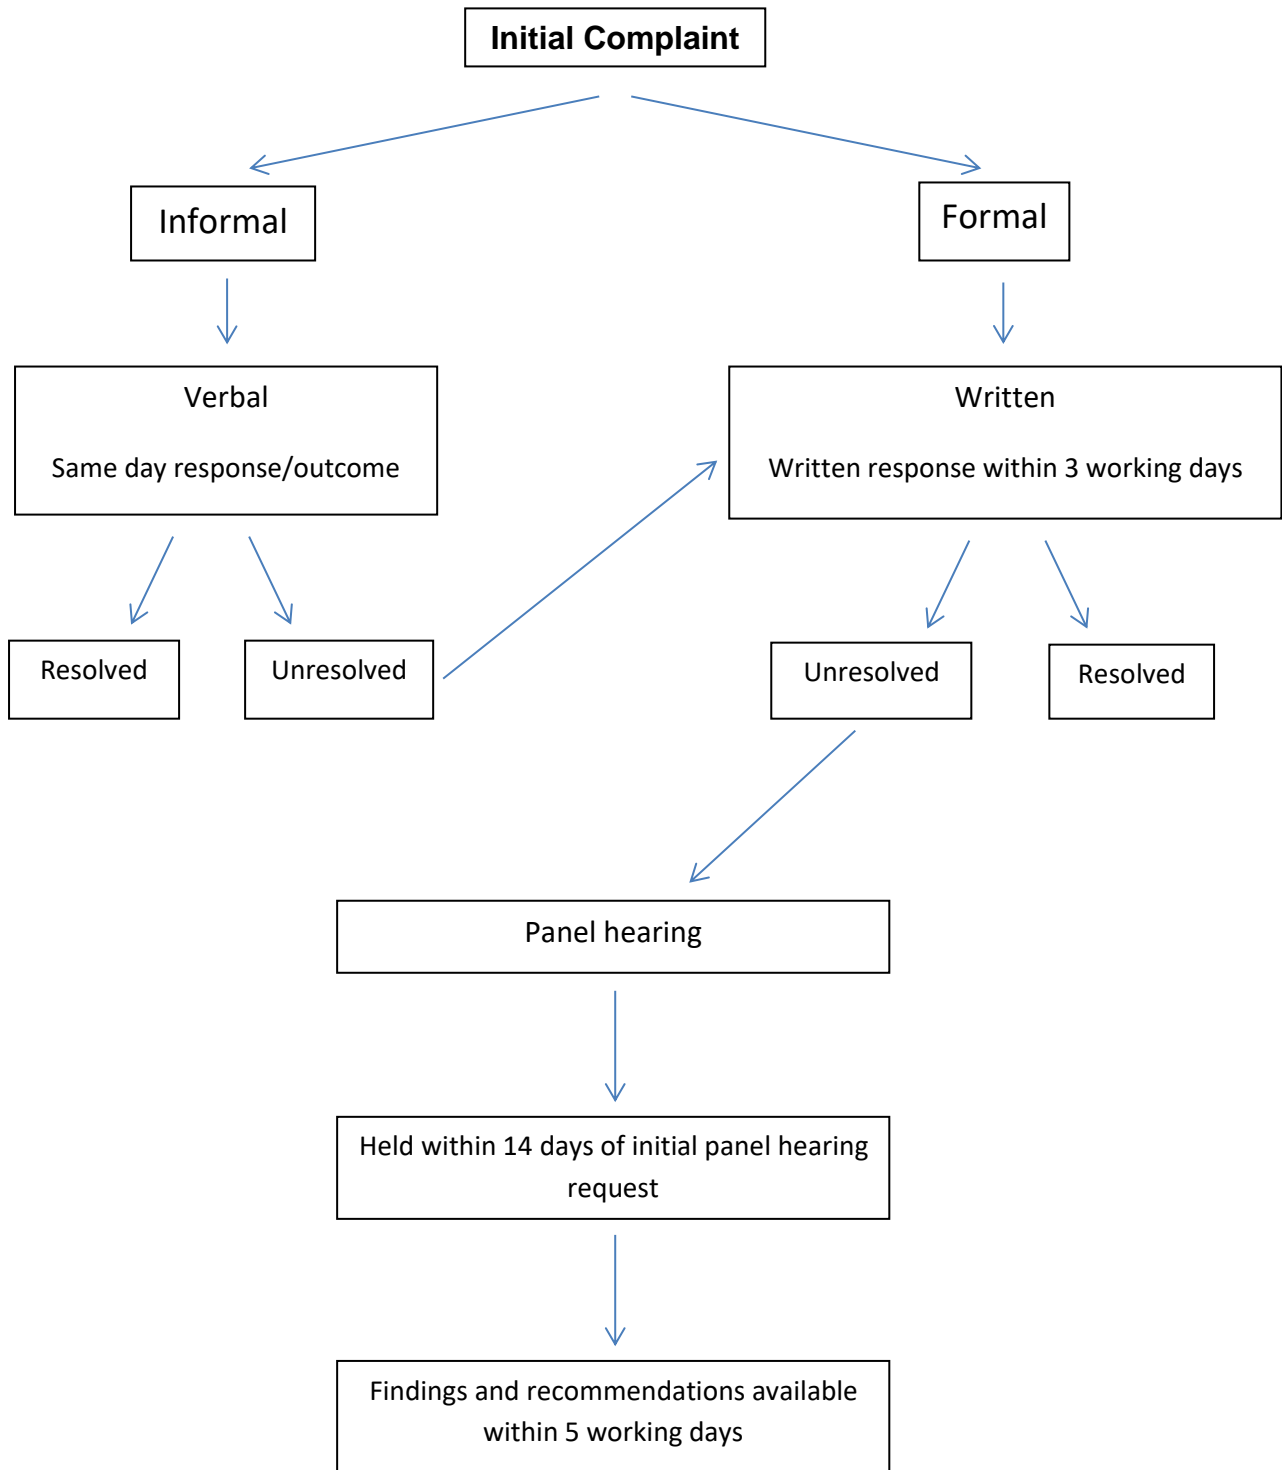 Initial Complaint
Informal
Formal
Verbal
Same day response/outcome
Written
Written response within 3 working days
Resolved
Unresolved
Unresolved
Resolved
Panel hearing
Held within 14 days of initial panel hearing
request
Findings and recommendations available
within 5 working days